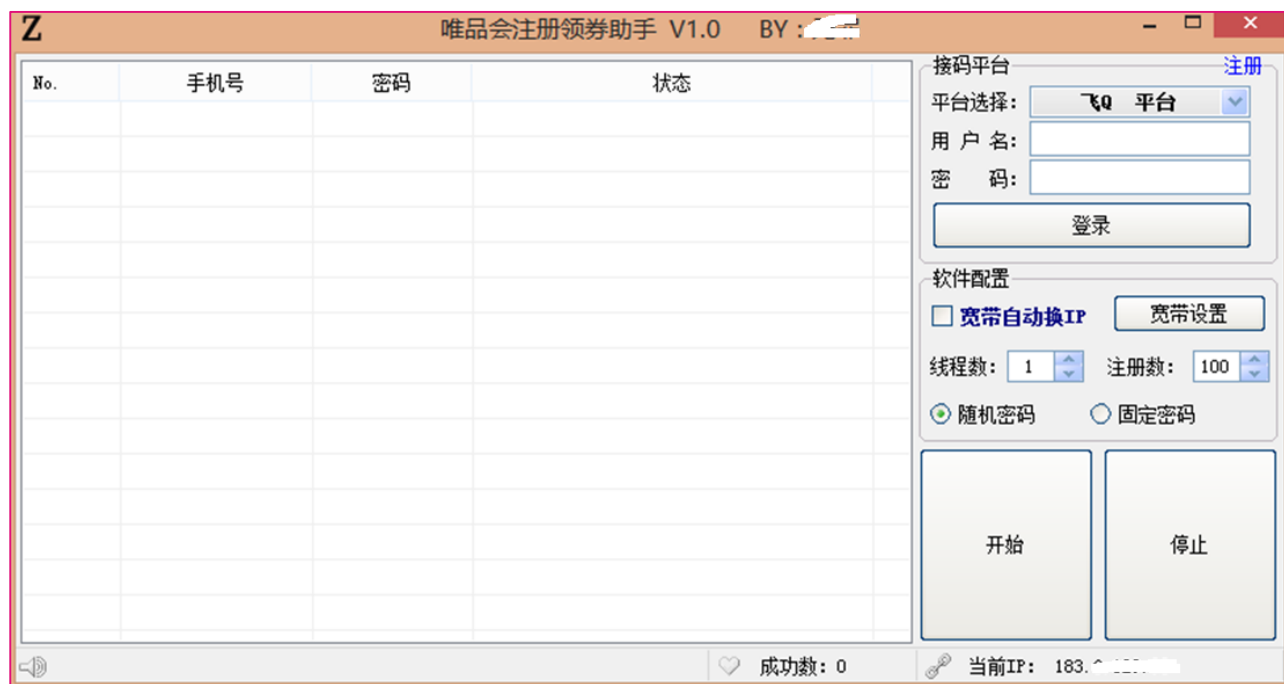 Z
唯品会注册领券助手 V1.0 BY：
No. 手机号 密码 状态
接码平台 注册
平台选择： 飞Q 平台
用 户 名：
密 码：
登录
软件配置
宽带自动换IP 宽带设置
线程数： 1 注册数： 100
随机密码 固定密码
开始 停止
成功数：0 当前IP： 183.